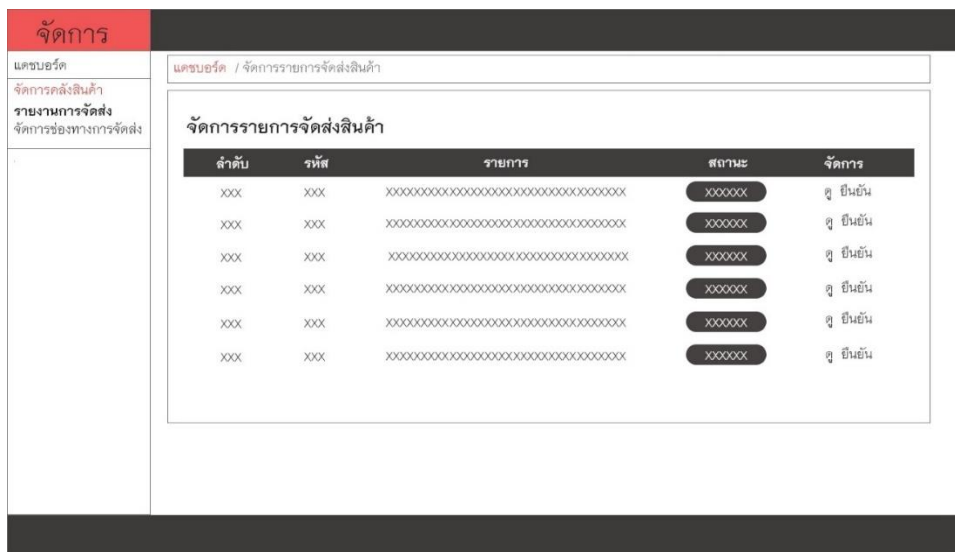 จัดการ
แดชบอร์ด
จัดการคลังสินค้า
รายงานการจัดส่ง
จัดการช่องทางการจัดส่ง
แดชบอร์ด / จัดการรายการจัดส่งสินค้า
จัดการรายการจัดส่งสินค้า
ลำดับ รหัส รายการ สถานะ จัดการ
XXX XXX XXXXXXXXXXXXXXXXXXXXXXXXXXXXXXXXXX XXXXXX ดู ยืนยัน
XXX XXX XXXXXXXXXXXXXXXXXXXXXXXXXXXXXXXXXX XXXXXX ดู ยืนยัน
XXX XXX XXXXXXXXXXXXXXXXXXXXXXXXXXXXXXXXXX XXXXXX ดู ยืนยัน
XXX XXX XXXXXXXXXXXXXXXXXXXXXXXXXXXXXXXXXX XXXXXX ดู ยืนยัน
XXX XXX XXXXXXXXXXXXXXXXXXXXXXXXXXXXXXXXXX XXXXXX ดู ยืนยัน
XXX XXX XXXXXXXXXXXXXXXXXXXXXXXXXXXXXXXXXX XXXXXX ดู ยืนยัน